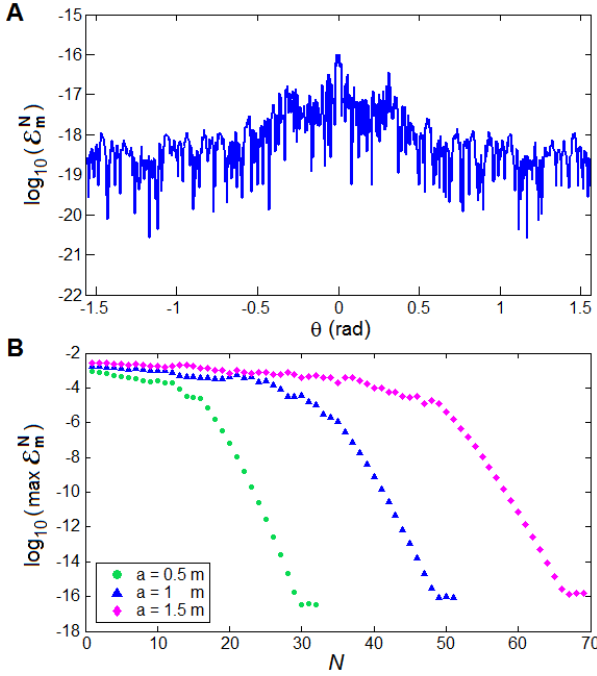 A
log10(ℰmN)
-15
-16
-17
-18
-19
-20
-21
-22
-1.5 -1 -0.5 0 0.5 1 1.5
θ (rad)
B
log10(max ℰmN)
-2
-4
-6
-8
-10
-12
-14
-16
-18
a = 0.5 m
a = 1 m
a = 1.5 m
0 10 20 30 40 50 60 70
N